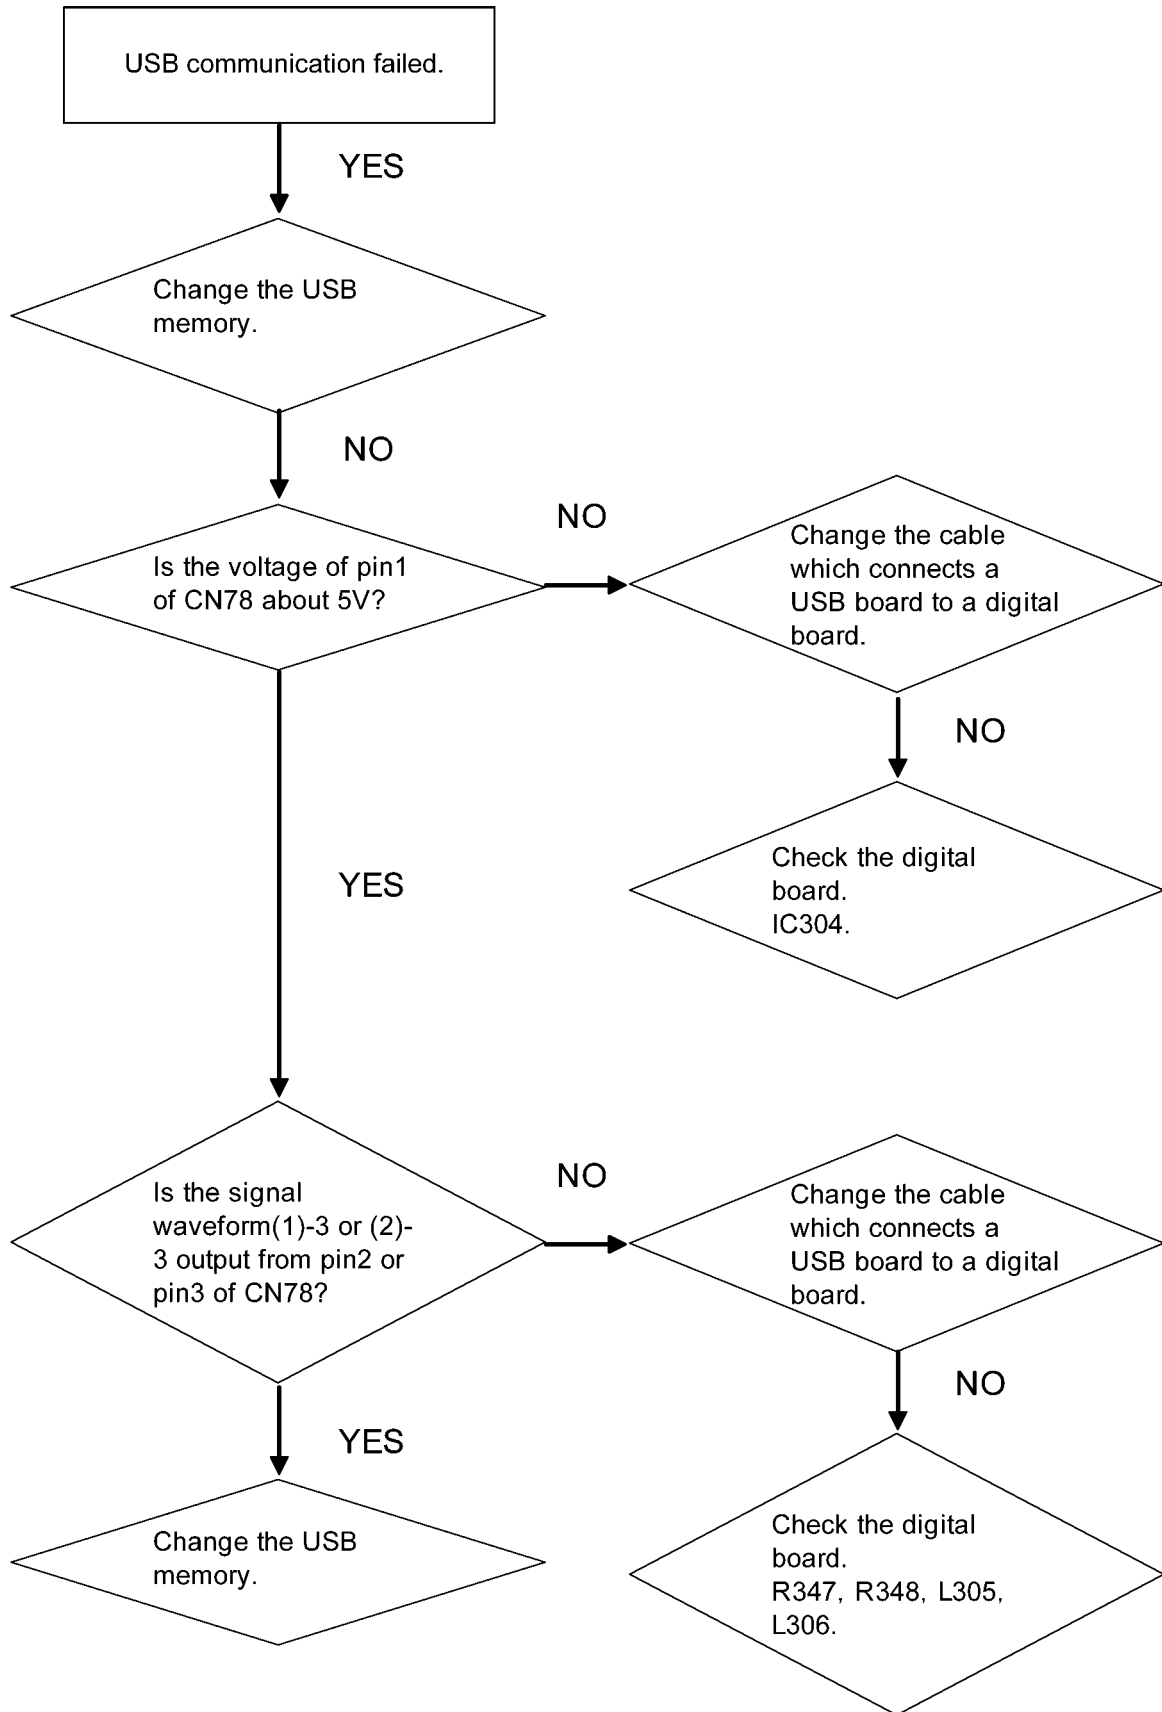 USB communication failed.
YES
Change the USB
memory.
NO
Is the voltage of pin1
of CN78 about 5V?
NO
Change the cable
which connects a
USB board to a digital
board.
NO
Check the digital
board.
IC304.
YES
Is the signal
waveform(1)-3 or (2)-
3 output from pin2 or
pin3 of CN78?
NO
Change the cable
which connects a
USB board to a digital
board.
NO
Check the digital
board.
R347, R348, L305,
L306.
YES
Change the USB
memory.